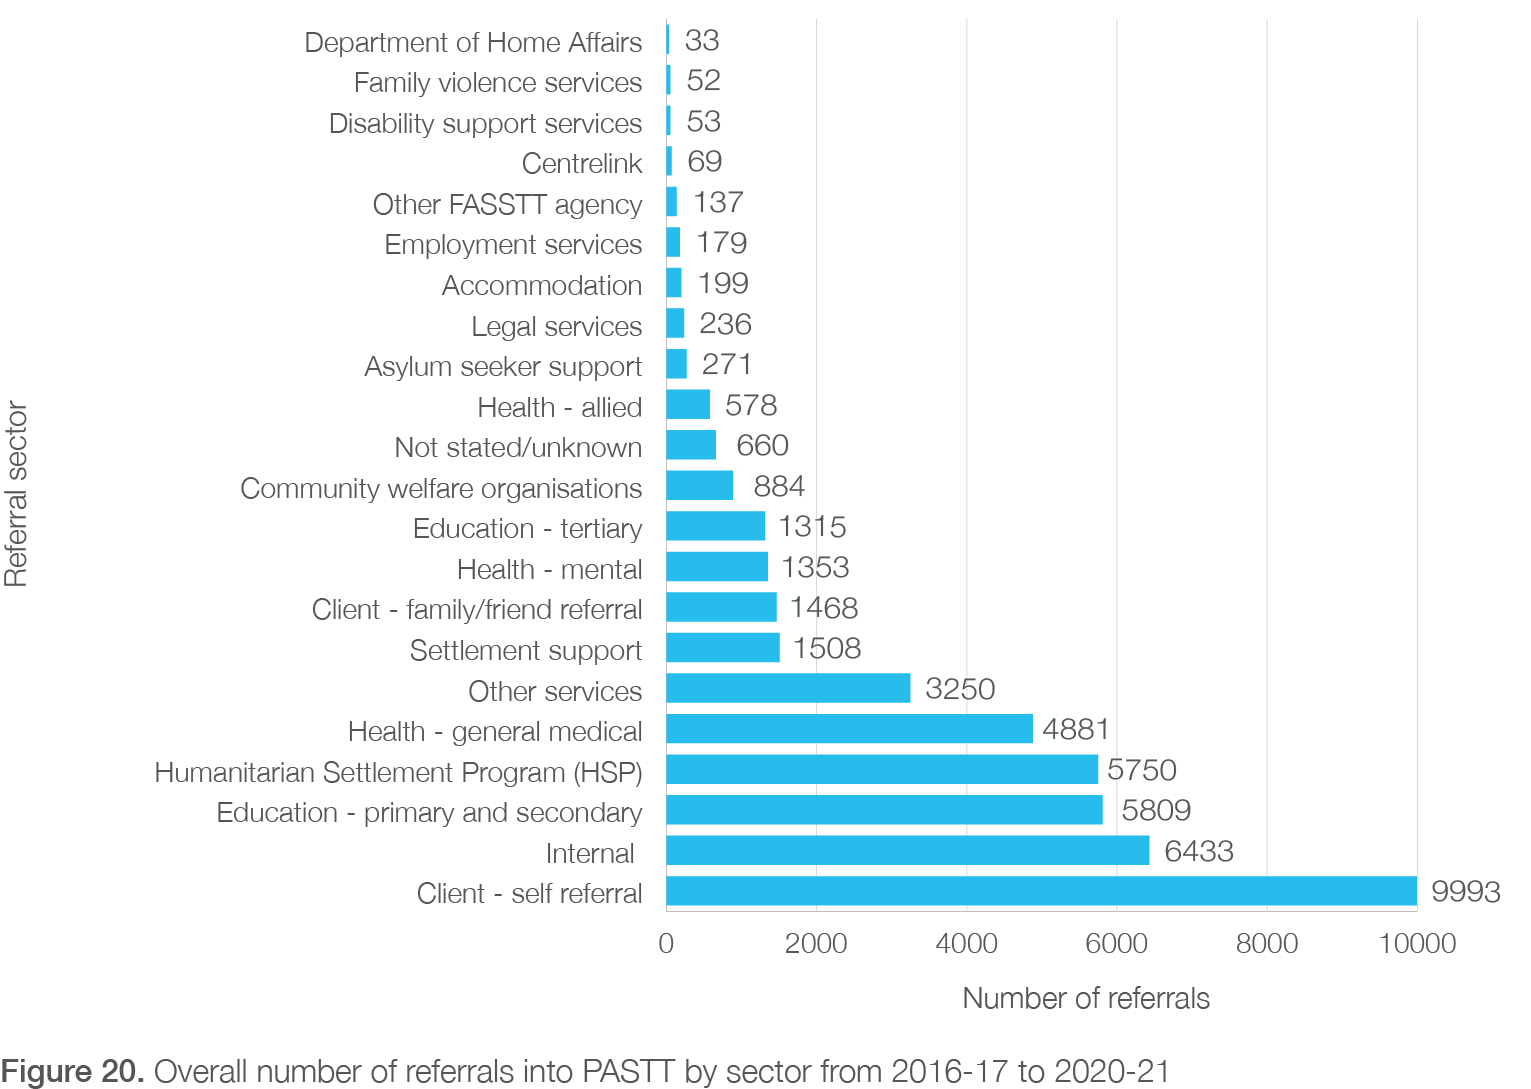 Referral sector
Department of Home Affairs 33
Family violence services 52
Disability support services 53
Centrelink 69
Other FASSTT agency 137
Employment services 179
Accommodation 199
Legal services 236
Asylum seeker support 271
Health - allied 578
Not stated/unknown 660
Community welfare organisations 884
Education - tertiary 1315
Health - mental 1353
Client - family/friend referral 1468
Settlement support 1508
Other services 3250
Health - general medical 4881
Humanitarian Settlement Program (HSP) 5750
Education - primary and secondary 5809
Internal 6433
Client - self referral 9993
0 2000 4000 6000 8000 10000
Number of referrals
Figure 20. Overall number of referrals into PASTT by sector from 2016-17 to 2020-21